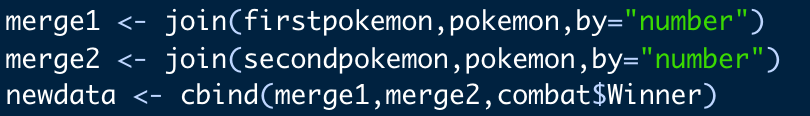 merge1 <- join(firstpokemon,pokemon,by="number")
merge2 <- join(secondpokemon,pokemon,by="number")
newdata <- cbind(merge1,merge2,combat$Winner)